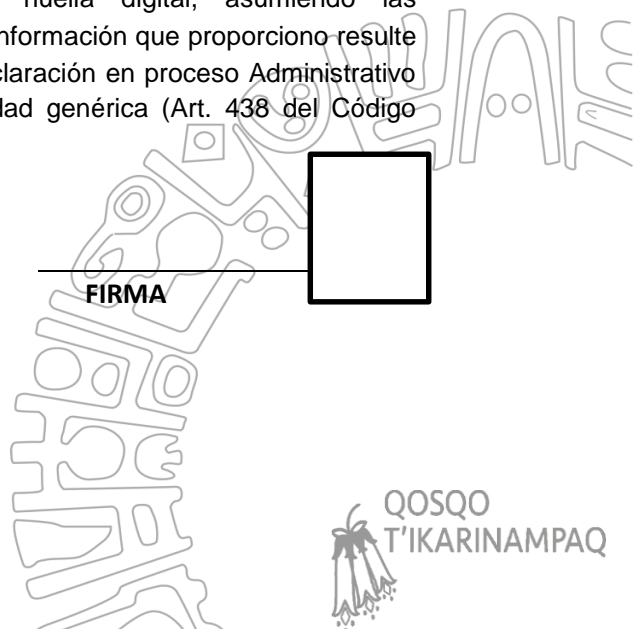 huella digital, asumiendo las
nformación que proporciono resulte
claración en proceso Administrativo
dad genérica (Art. 438 del Código
FIRMA
QOSQO
T'IKARINAMPAQ